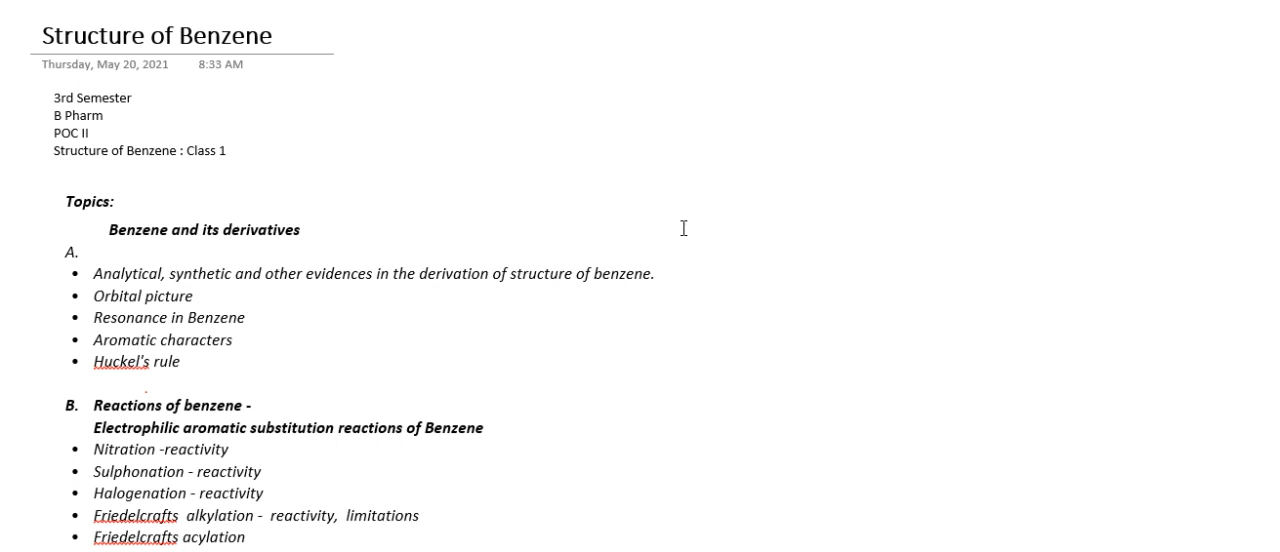 Structure of Benzene
Thursday, May 20, 2021 8:33 AM
3rd Semester
B Pharm
POC II
Structure of Benzene : Class 1
Topics:
Benzene and its derivatives
A.
• Analytical, synthetic and other evidences in the derivation of structure of benzene.
• Orbital picture
• Resonance in Benzene
• Aromatic characters
• Huckel's rule
B. Reactions of benzene -
Electrophilic aromatic substitution reactions of Benzene
• Nitration -reactivity
• Sulphonation - reactivity
• Halogenation - reactivity
• Friedelcrafts alkylation - reactivity, limitations
• Friedelcrafts acylation